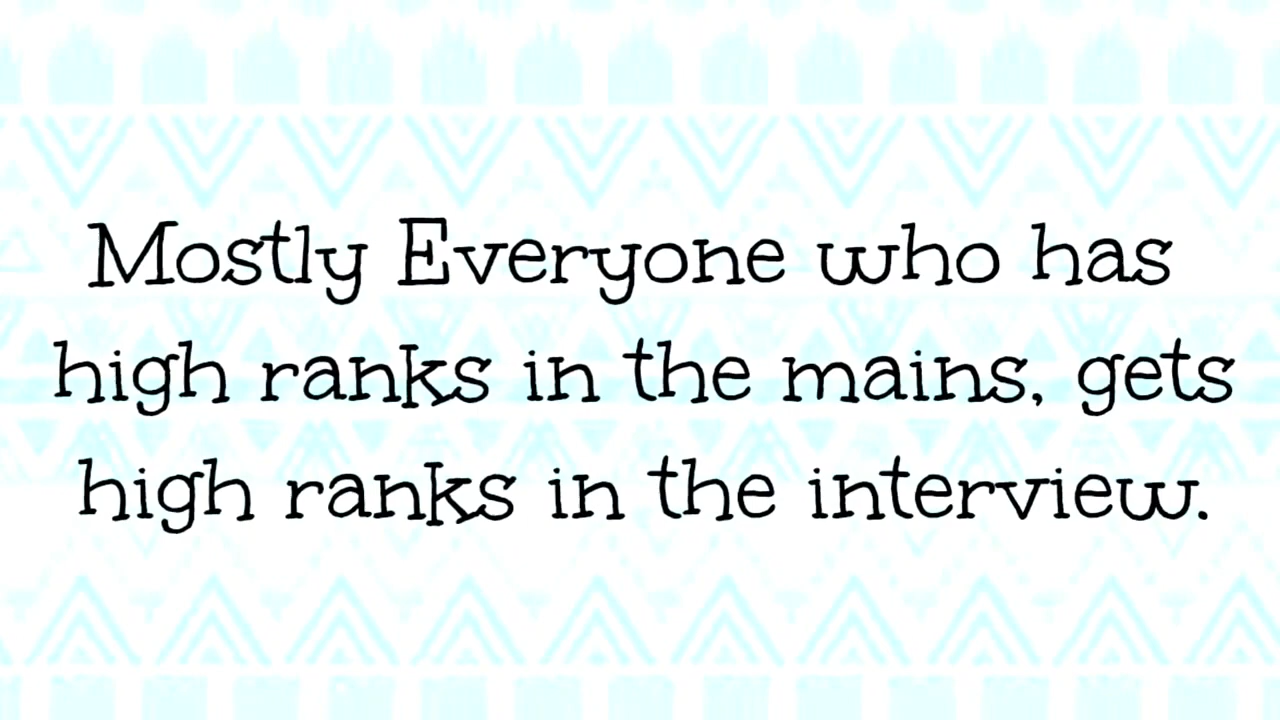 Mostly Everyone who has
high ranks in the mains, gets
high ranks in the interview.